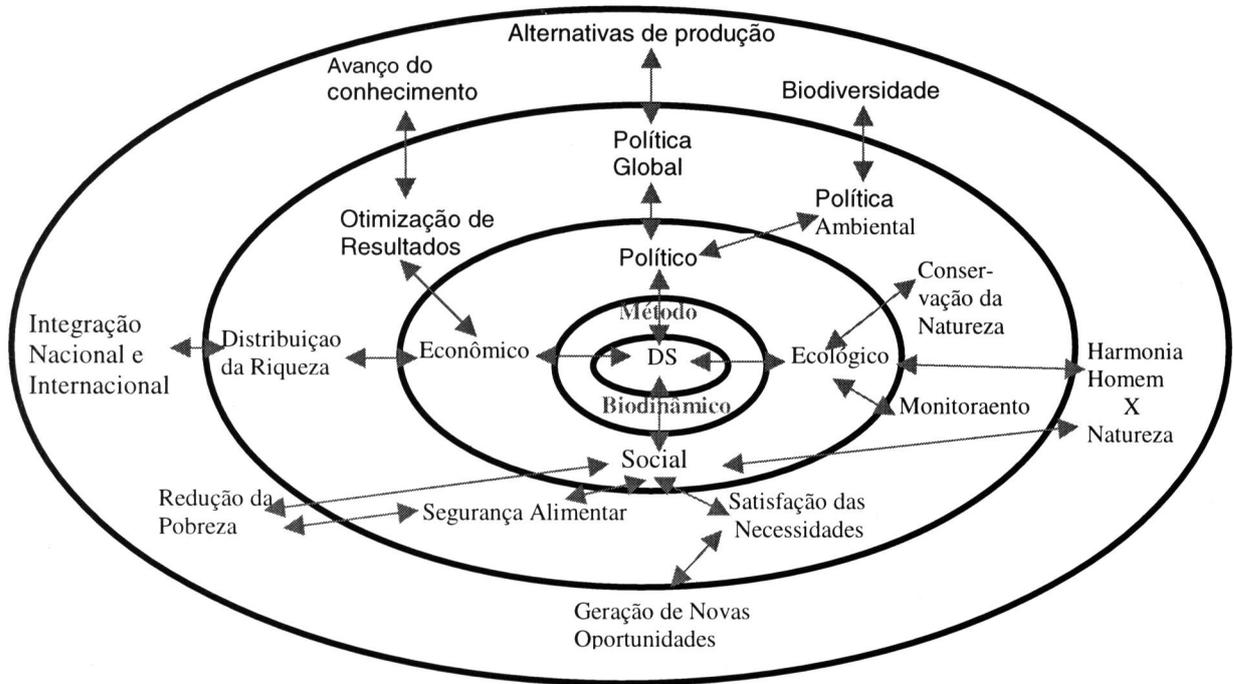 Alternativas de produção
Avanço do
conhecimento
Biodiversidade
Política
Global
Política
Ambiental
Otimização de
Resultados
Político
Conser-
vação da
Natureza
Método
Integração
Nacional e
Internacional
Distribuiçao
da Riqueza
Econômico
DS
Ecológico
Harmonia
Homem
X
Natureza
Biodinâmico
Monitoraento
Social
Redução da
Pobreza
Segurança Alimentar
Satisfação das
Necessidades
Geração de Novas
Oportunidades